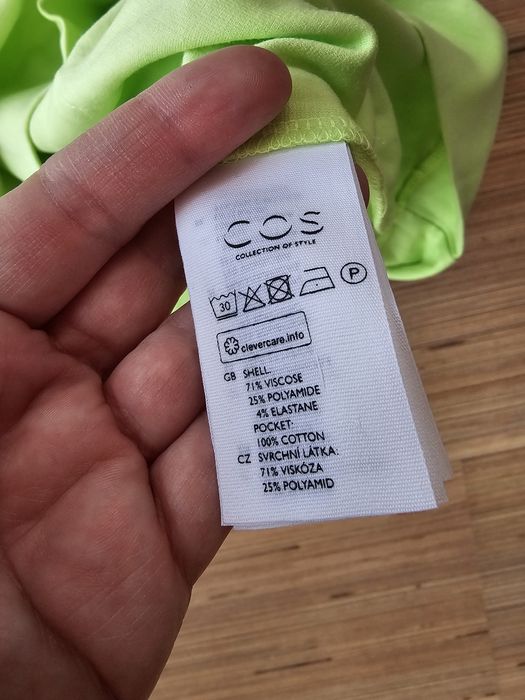 COS
COLLECTION OF STYLE
30
P
clevercare.info
GB SHELL
71% VISCOSE
25% POLYAMIDE
4% ELASTANE
POCKET:
100% COTTON
CZ SVRCHNÍ LÁTKA:
71% VISKÓZA
25% POLYAMID